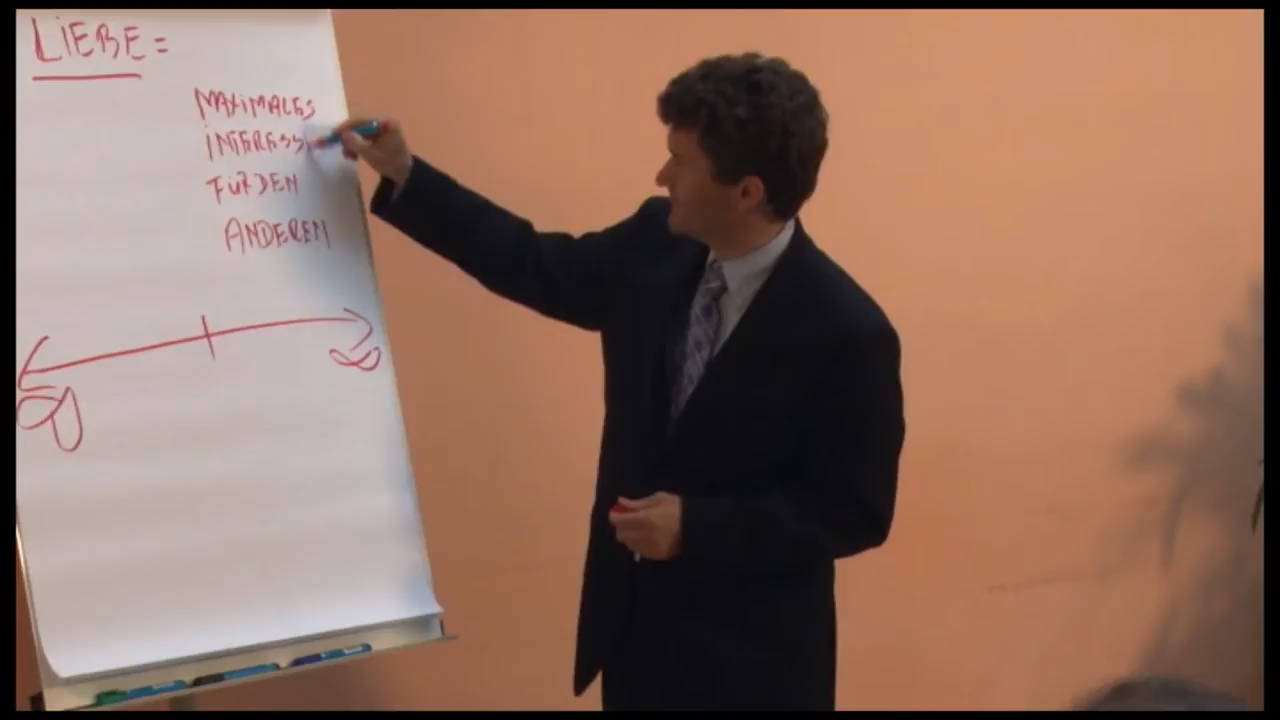 LiEBE =
MAXiMALES
iNTERESSE
FÜR DEN
ANDEREN
∞
∞